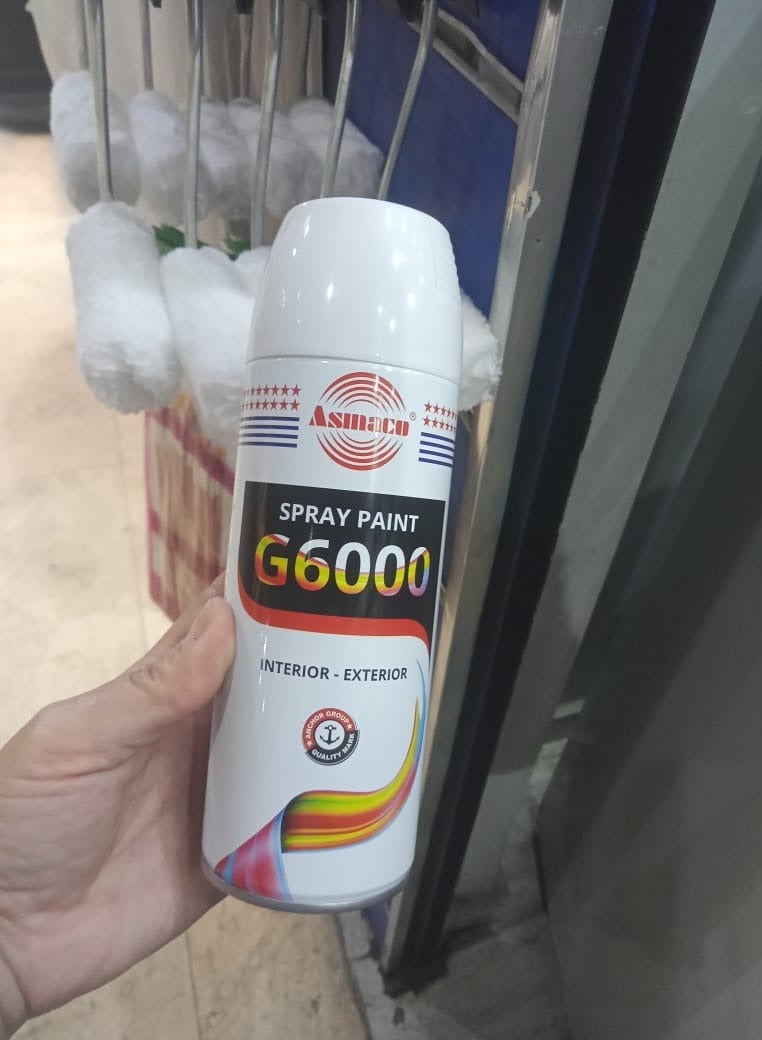 Asmaco®
SPRAY PAINT
G6000
INTERIOR - EXTERIOR
ANCHOR GROUP
QUALITY MARK